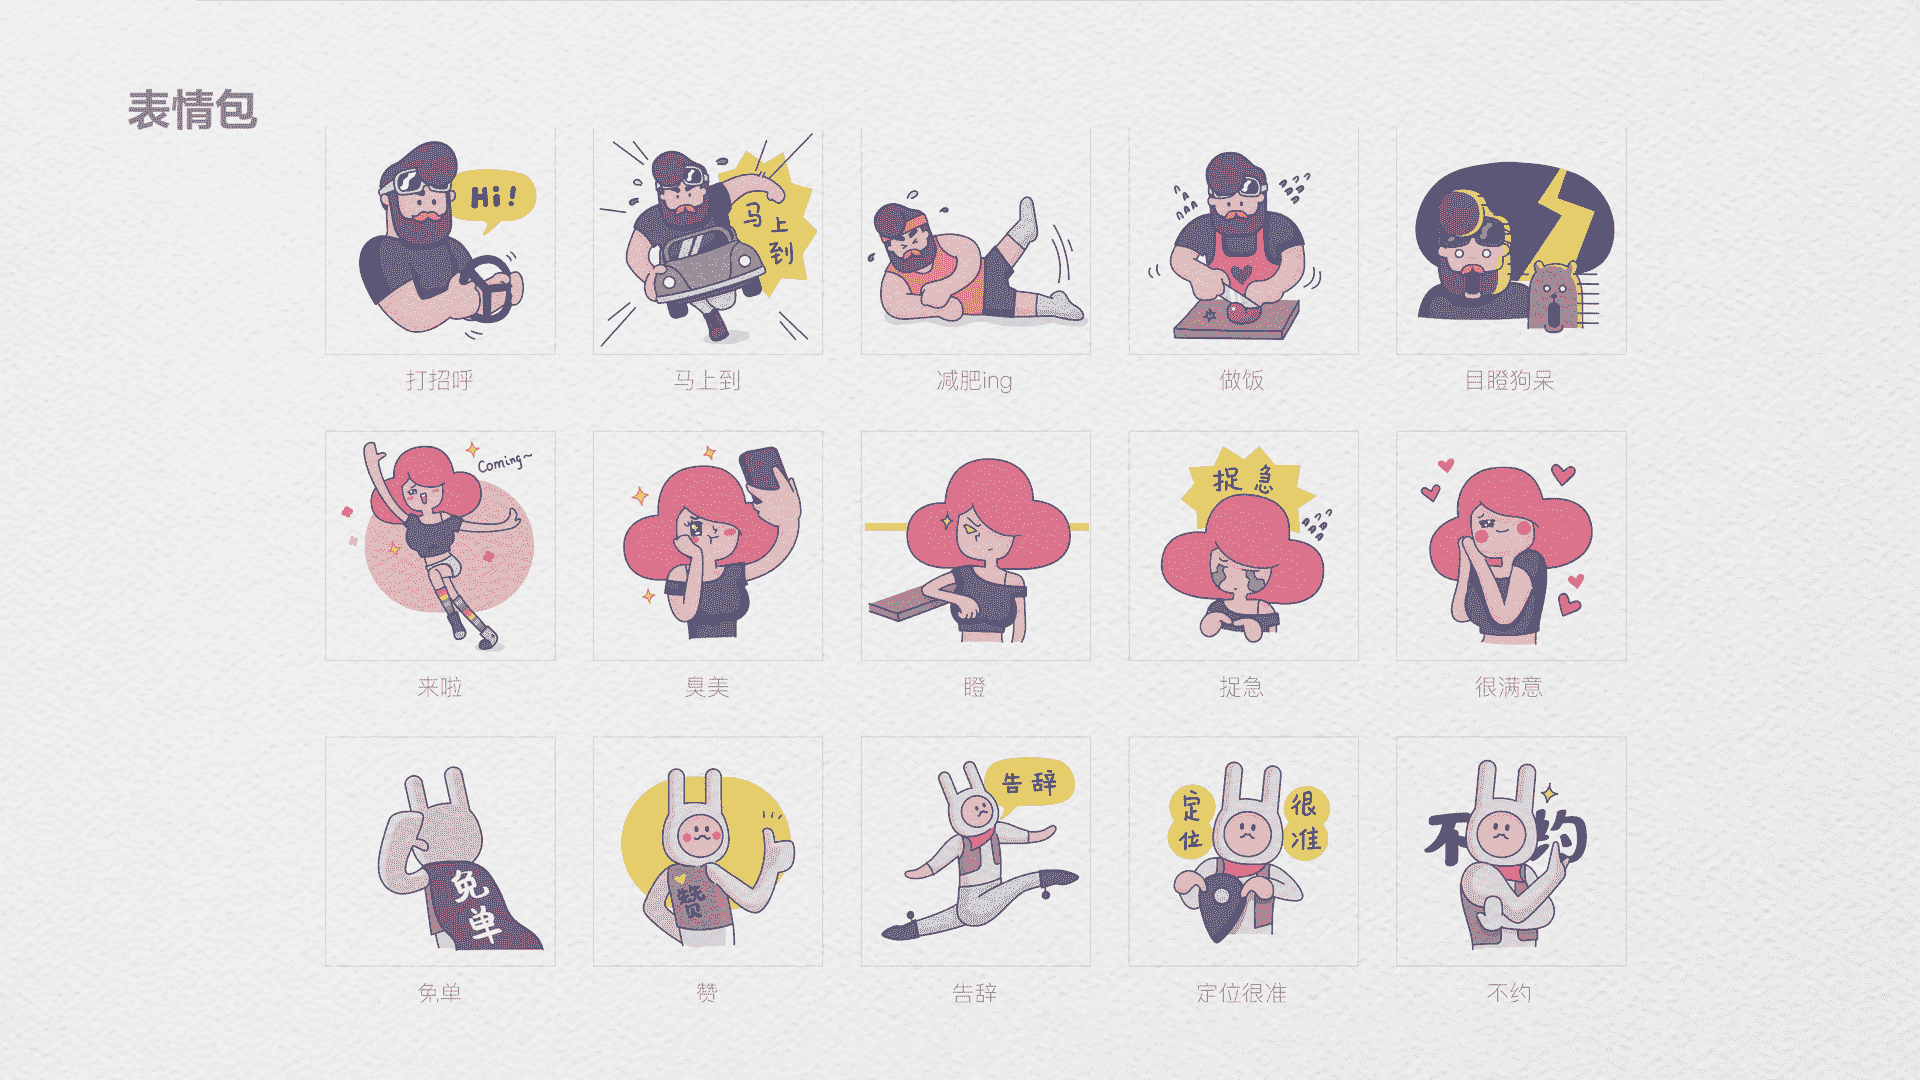 表情包
Hi!
马上
到
打招呼
马上到
减肥ing
做饭
目瞪狗呆
Coming~
捉急
来啦
臭美
瞪
捉急
很满意
免
单
赞
告辞
定
位
很
准
不约
免单
赞
告辞
定位很准
不约